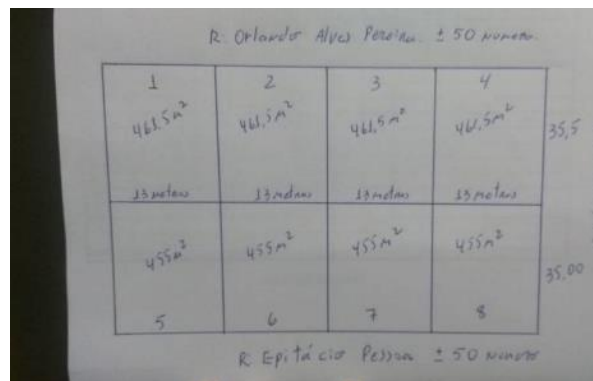 R. Orlando Alves Pereira. ± 50 numero
1 2 3 4
461,5m² 461,5m² 461,5m² 461,5m²
35,5
13 metros 13 metros 13 metros 13 metros
455m² 455m² 455m² 455m²
35,00
5 6 7 8
R Epitácio Pessoa ± 50 numero